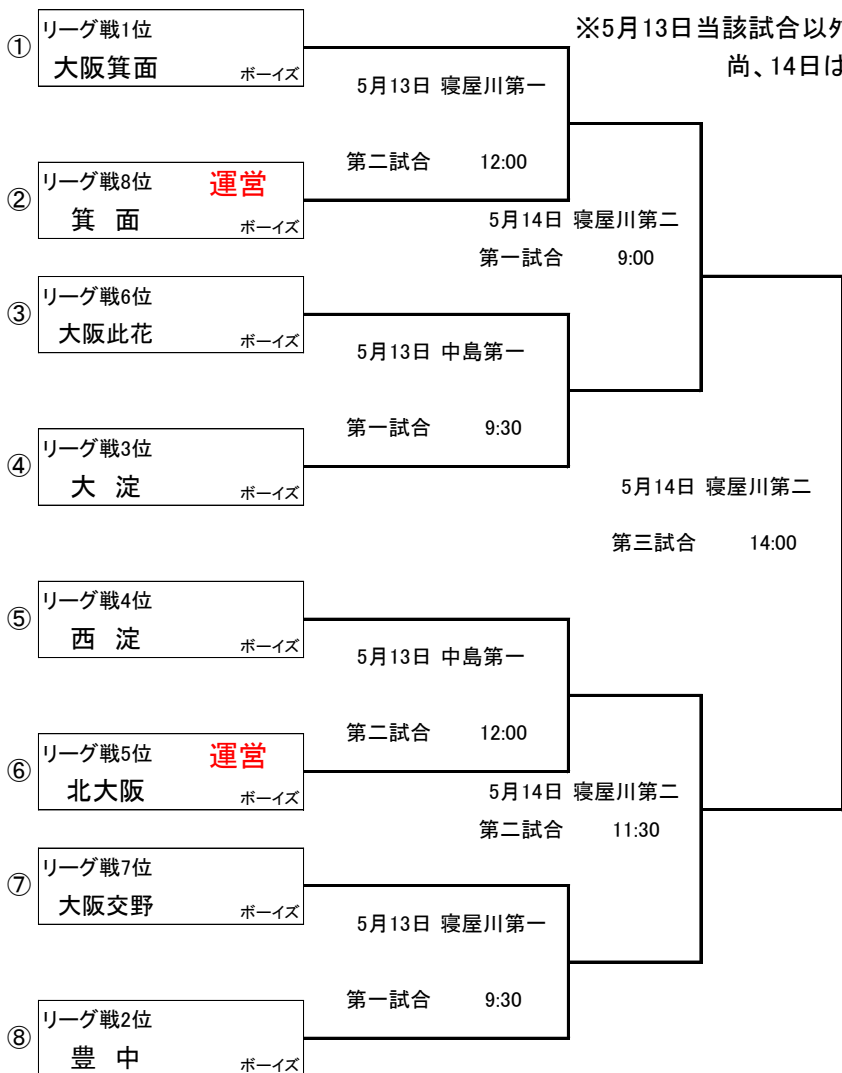 ※5月13日当該試合以外
尚、14日は
① リーグ戦1位
大阪箕面 ボーイズ
5月13日 寝屋川第一
第二試合 12:00
② リーグ戦8位 運営
箕 面 ボーイズ
5月14日 寝屋川第二
第一試合 9:00
③ リーグ戦6位
大阪此花 ボーイズ
5月13日 中島第一
第一試合 9:30
④ リーグ戦3位
大 淀 ボーイズ
5月14日 寝屋川第二
第三試合 14:00
⑤ リーグ戦4位
西 淀 ボーイズ
5月13日 中島第一
第二試合 12:00
⑥ リーグ戦5位 運営
北大阪 ボーイズ
5月14日 寝屋川第二
第二試合 11:30
⑦ リーグ戦7位
大阪交野 ボーイズ
5月13日 寝屋川第一
第一試合 9:30
⑧ リーグ戦2位
豊 中 ボーイズ